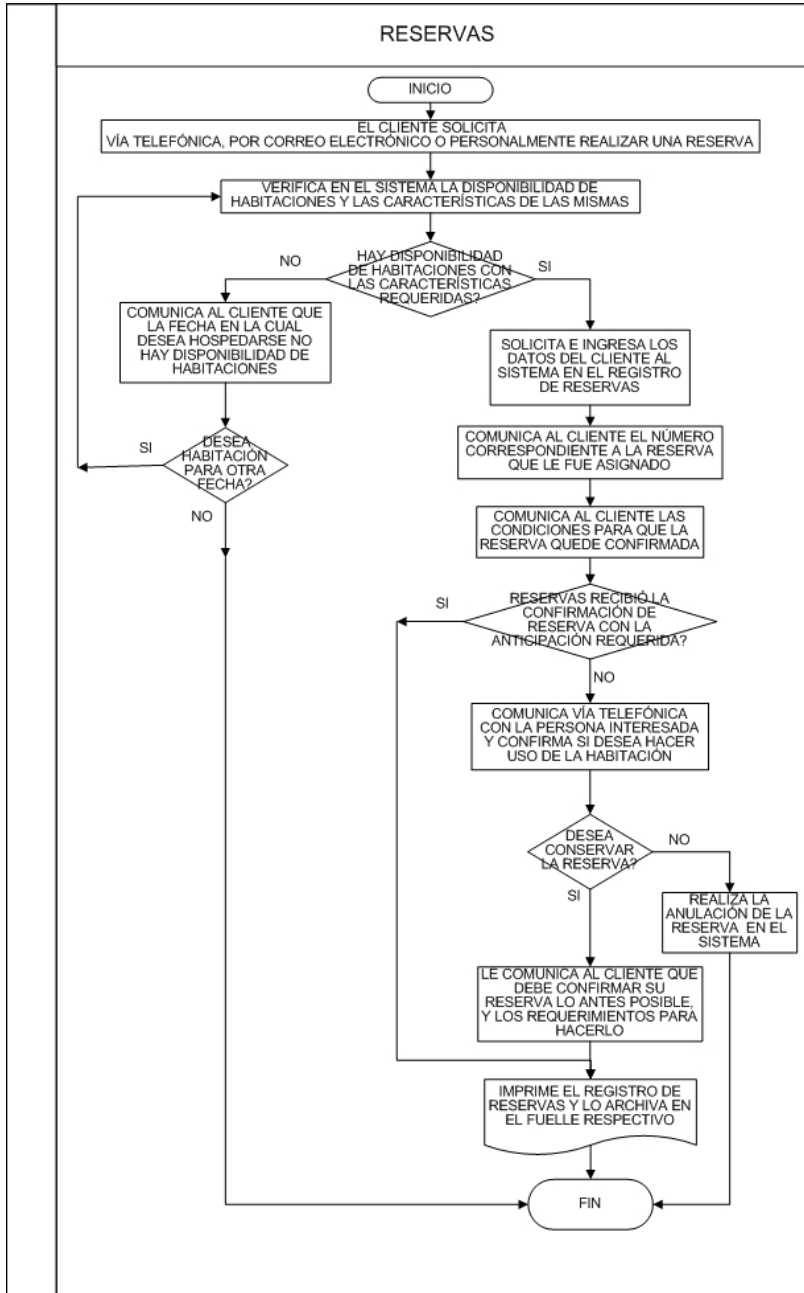 RESERVAS
INICIO
EL CLIENTE SOLICITA
VÍA TELEFÓNICA, POR CORREO ELECTRÓNICO O PERSONALMENTE REALIZAR UNA RESERVA
VERIFICA EN EL SISTEMA LA DISPONIBILIDAD DE
HABITACIONES Y LAS CARACTERÍSTICAS DE LAS MISMAS
HAY DISPONIBILIDAD
DE HABITACIONES CON
LAS CARACTERÍSTICAS
REQUERIDAS?
NO
SI
COMUNICA AL CLIENTE QUE
LA FECHA EN LA CUAL
DESEA HOSPEDARSE NO
HAY DISPONIBILIDAD DE
HABITACIONES
DESEA
HABITACIÓN
PARA OTRA
FECHA?
SI
NO
SOLICITA E INGRESA LOS
DATOS DEL CLIENTE AL
SISTEMA EN EL REGISTRO
DE RESERVAS
COMUNICA AL CLIENTE EL NÚMERO
CORRESPONDIENTE A LA RESERVA
QUE LE FUE ASIGNADO
COMUNICA AL CLIENTE LAS
CONDICIONES PARA QUE LA
RESERVA QUEDE CONFIRMADA
RESERVAS RECIBIÓ LA
CONFIRMACIÓN DE
RESERVA CON LA
ANTICIPACIÓN REQUERIDA?
SI
NO
COMUNICA VÍA TELEFÓNICA
CON LA PERSONA INTERESADA
Y CONFIRMA SI DESEA HACER
USO DE LA HABITACIÓN
DESEA
CONSERVAR
LA RESERVA?
NO
SI
REALIZA LA
ANULACIÓN DE LA
RESERVA EN EL
SISTEMA
LE COMUNICA AL CLIENTE QUE
DEBE CONFIRMAR SU
RESERVA LO ANTES POSIBLE,
Y LOS REQUERIMIENTOS PARA
HACERLO
IMPRIME EL REGISTRO DE
RESERVAS Y LO ARCHIVA EN
EL FUELLE RESPECTIVO
FIN